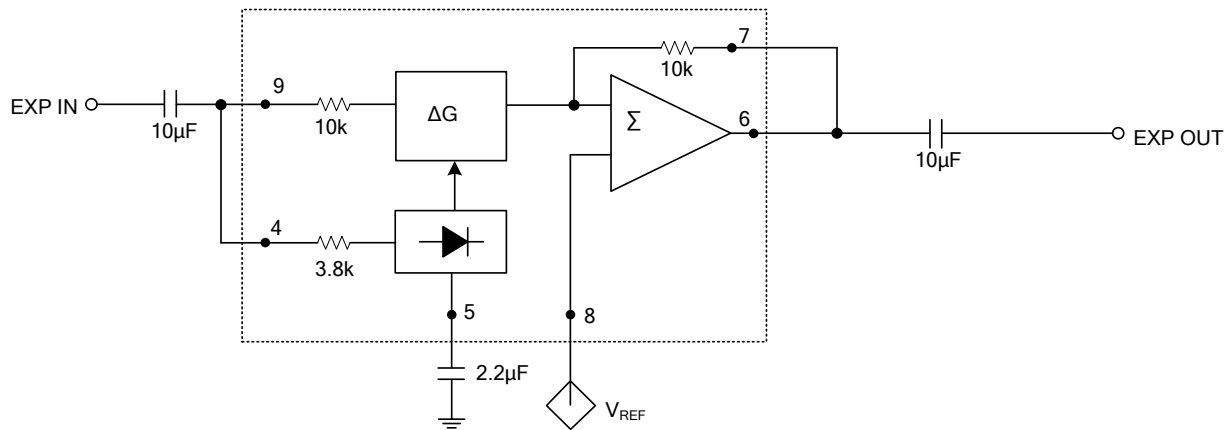 7
10k
9
EXP IN
10µF
10k
ΔG
Σ
6
10µF
EXP OUT
4
3.8k
5
8
2.2µF
VREF